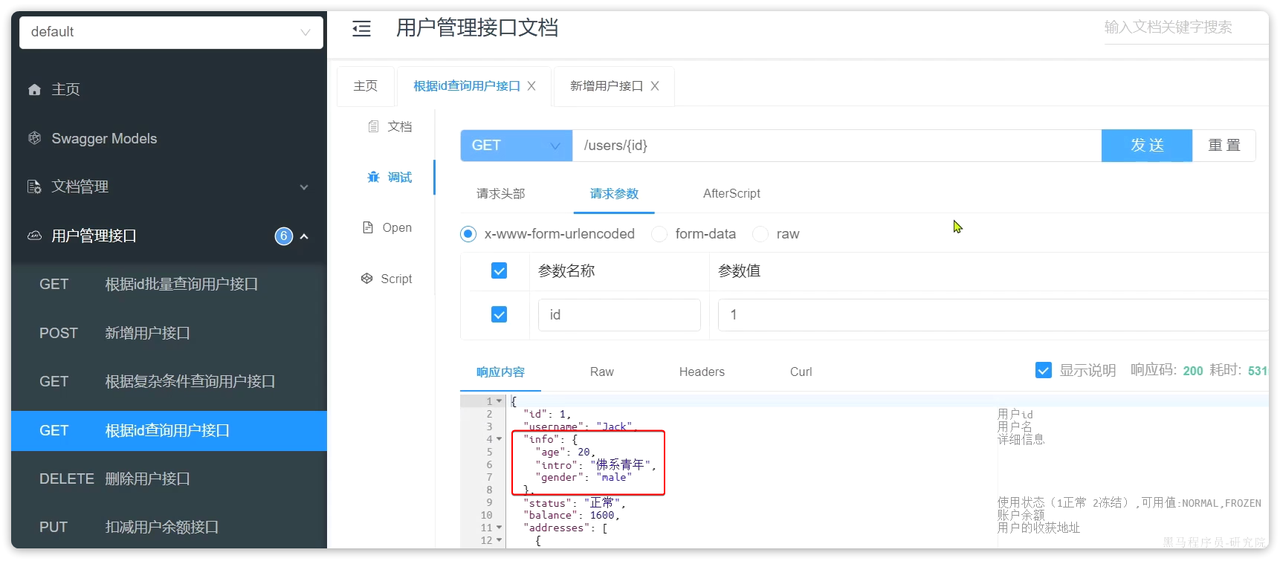 default
用户管理接口文档
输入文档关键字搜索
主页
Swagger Models
文档管理
用户管理接口
6
GET 根据id批量查询用户接口
POST 新增用户接口
GET 根据复杂条件查询用户接口
GET 根据id查询用户接口
DELETE 删除用户接口
PUT 扣减用户余额接口
主页
根据id查询用户接口 X
新增用户接口 X
文档
调试
Open
Script
GET /users/{id} 发 送 重 置
请求头部 请求参数 AfterScript
x-www-form-urlencoded form-data raw
参数名称 参数值
id 1
响应内容 Raw Headers Curl 显示说明 响应码: 200 耗时: 531
1 {
2 "id": 1, 用户id
3 "username": "Jack", 用户名
4 "info": { 详细信息
5 "age": 20,
6 "intro": "佛系青年",
7 "gender": "male"
8 },
9 "status": "正常", 使用状态（1正常 2冻结）,可用值:NORMAL,FROZEN
10 "balance": 1600, 账户余额
11 "addresses": [ 用户的收获地址
12 {
黑马程序员-研究院